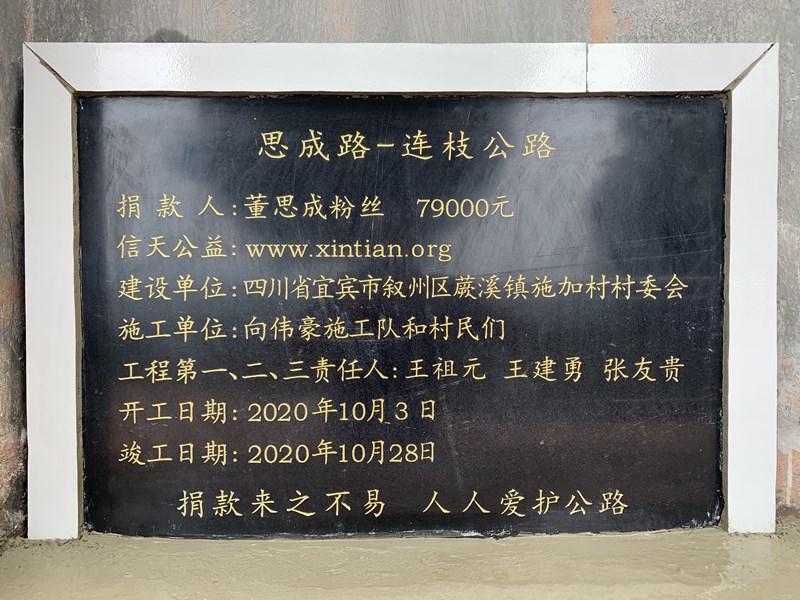 思成路-连枝公路
捐款人:董思成粉丝 79000元
信天公益: www.xintian.org
建设单位:四川省宜宾市叙州区蕨溪镇施加村村委会
施工单位:向伟豪施工队和村民们
工程第一、二、三责任人:王祖元 王建勇 张友贵
开工日期: 2020年10月3日
竣工日期: 2020年10月28日
捐款来之不易 人人爱护公路